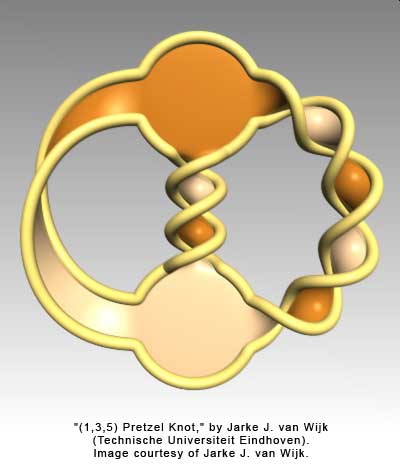 "(1,3,5) Pretzel Knot," by Jarke J. van Wijk
(Technische Universiteit Eindhoven).
Image courtesy of Jarke J. van Wijk.